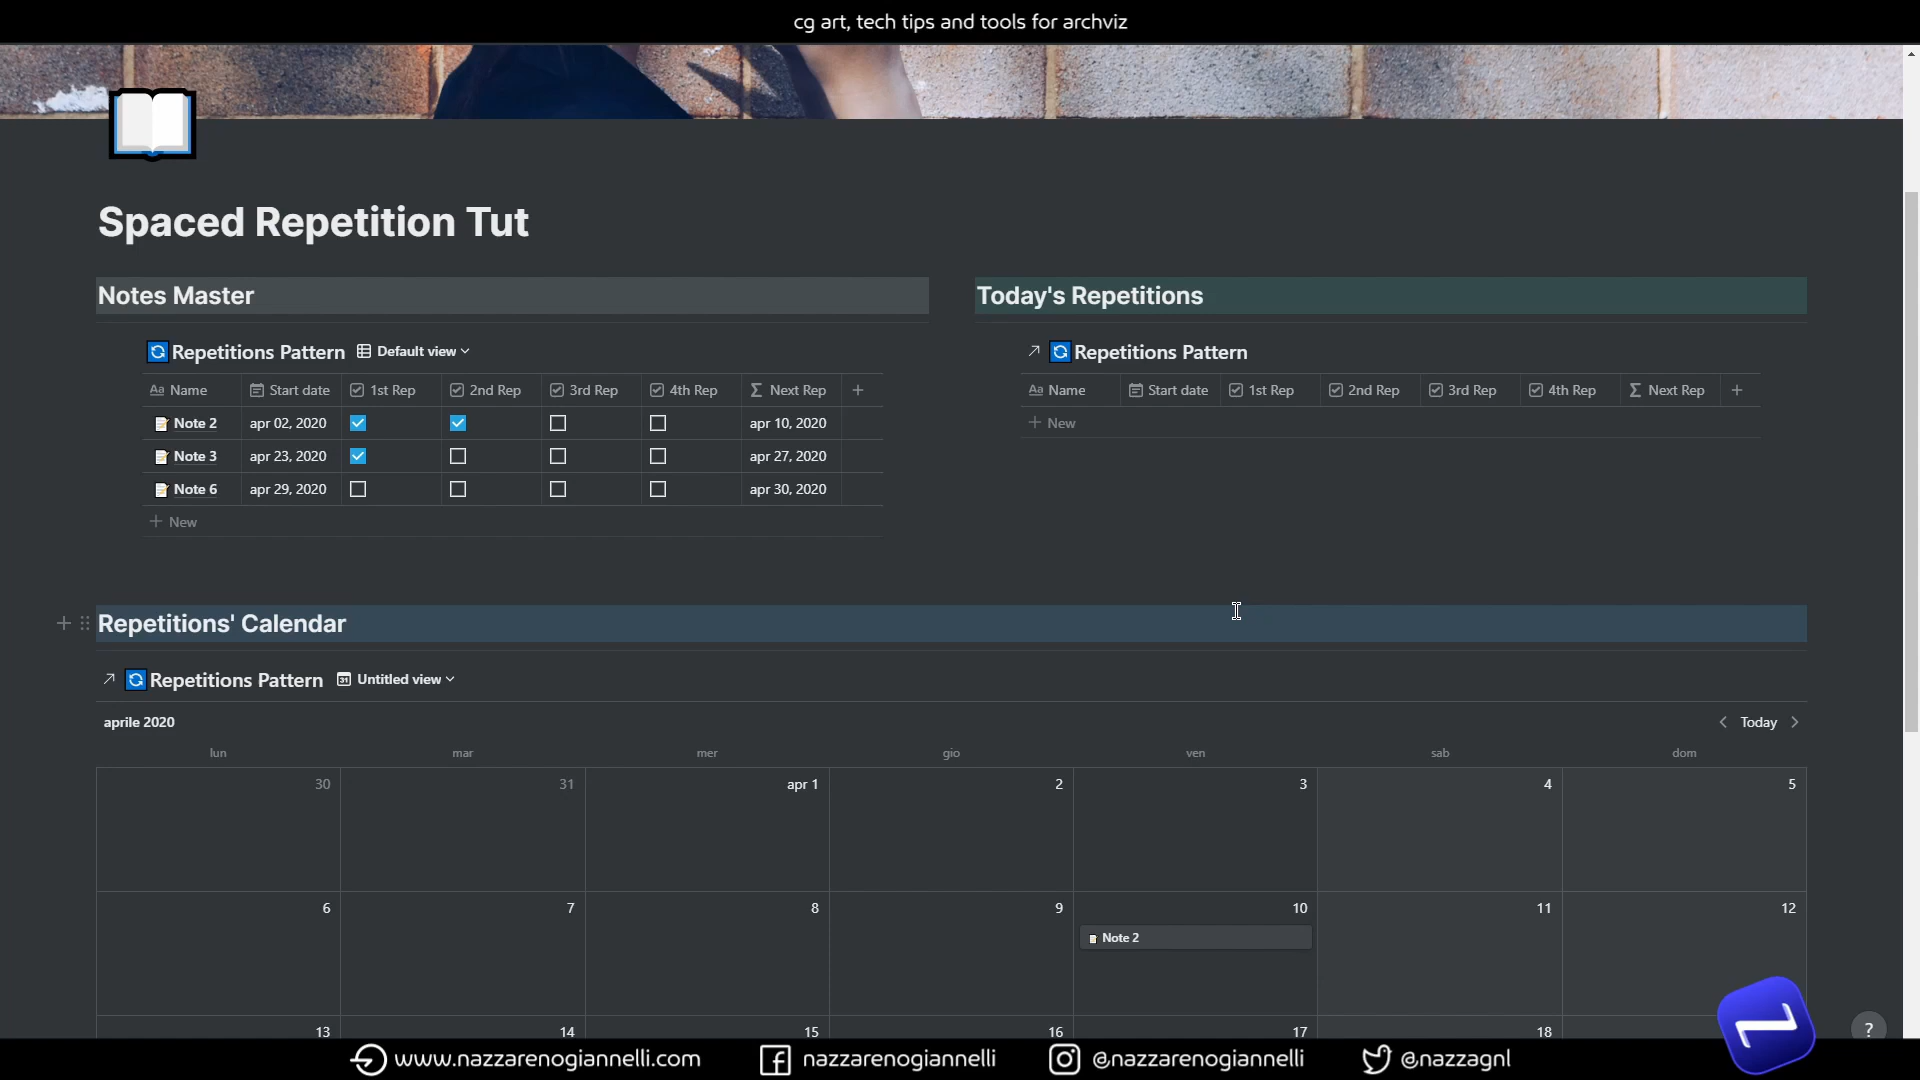 cg art, tech tips and tools for archviz
Spaced Repetition Tut
Notes Master
Repetitions Pattern Default view
Aa Name Start date 1st Rep 2nd Rep 3rd Rep 4th Rep Σ Next Rep +
Note 2 apr 02, 2020 apr 10, 2020
Note 3 apr 23, 2020 apr 27, 2020
Note 6 apr 29, 2020 apr 30, 2020
+ New
Today's Repetitions
Repetitions Pattern
Aa Name Start date 1st Rep 2nd Rep 3rd Rep 4th Rep Σ Next Rep +
+ New
Repetitions' Calendar
Repetitions Pattern 31 Untitled view
aprile 2020 Today
lun mar mer gio ven sab dom
30 31 apr 1 2 3 4 5
6 7 8 9 10 11 12
Note 2
13 14 15 16 17 18
?
www.nazzarenogiannelli.com nazzarenogiannelli @nazzarenogiannelli @nazzagnl